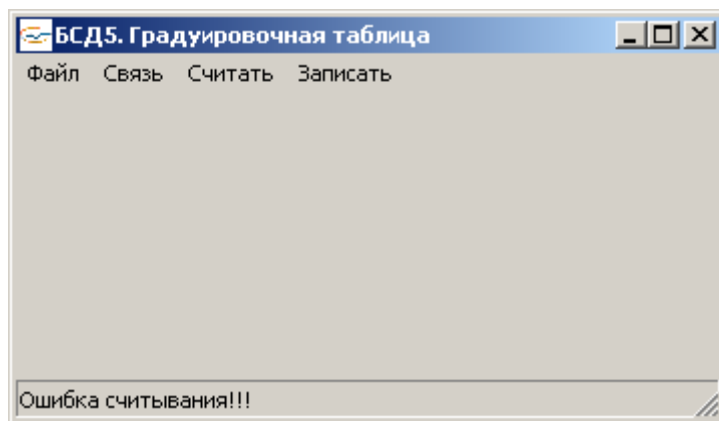 БСД5. Градуировочная таблица
Файл Связь Считать Записать
Ошибка считывания!!!